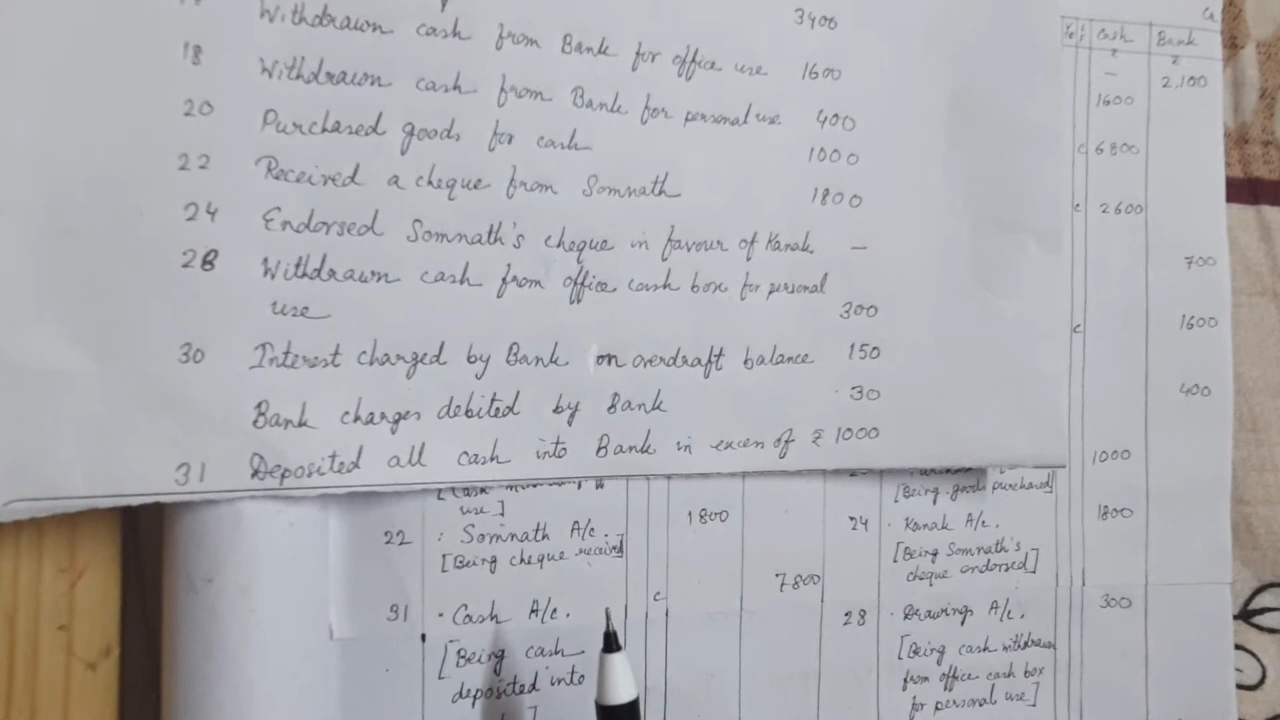 Withdrawn cash from Bank for office use 3400
18 Withdrawn cash from Bank for personal use 1600
20 Purchased goods for cash 400
22 Received a cheque from Somnath 1000
24 Endorsed Somnath's cheque in favour of Kanak. 1800
28 Withdrawn cash from office cash box for personal —
use 300
30 Interest charged by Bank on overdraft balance 150
Bank charges debited by Bank 30
31 Deposited all cash into Bank in excen of ₹ 1000
Cash Bank
₹ ₹
— 2,100
1600
c 6800
c 2600
700
c 1600
400
1000
use]
[Being goods purchased]
22 : Somnath A/c. 1800
[Being cheque received]
24 . Kanak A/c. 1800
[Being Somnath's
cheque endorsed]
31 . Cash A/c. c 7800
[Being cash
deposited into
28 . Drawings A/c. 300
[Being cash withdrawn
from office cash box
for personal use]